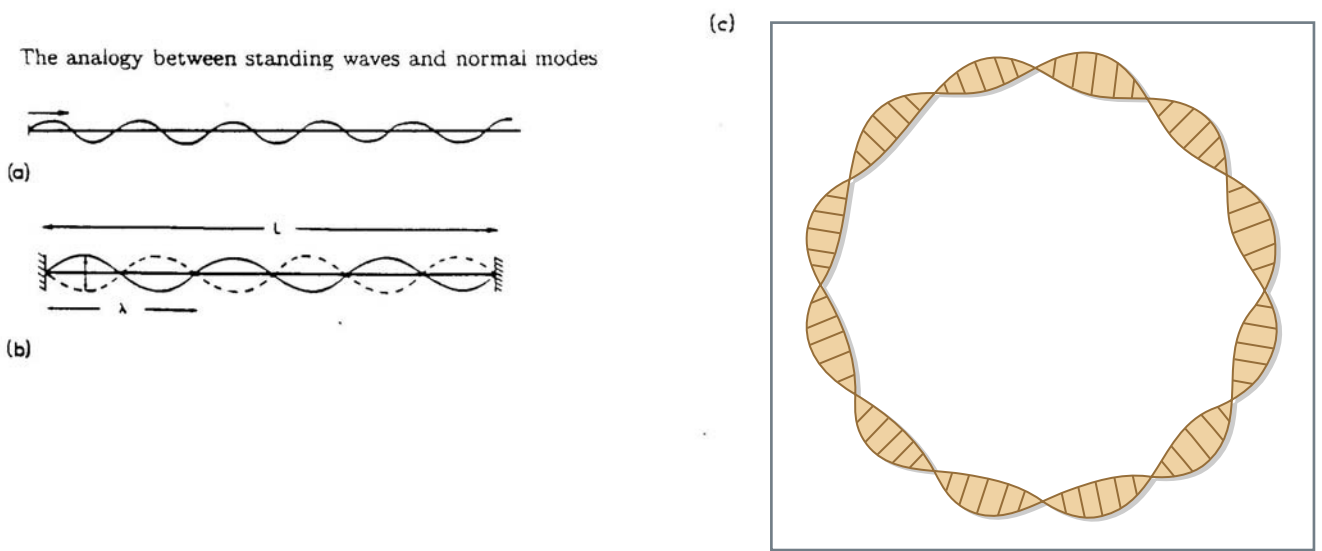 The analogy between standing waves and normal modes
(a)
L
λ
(b)
(c)